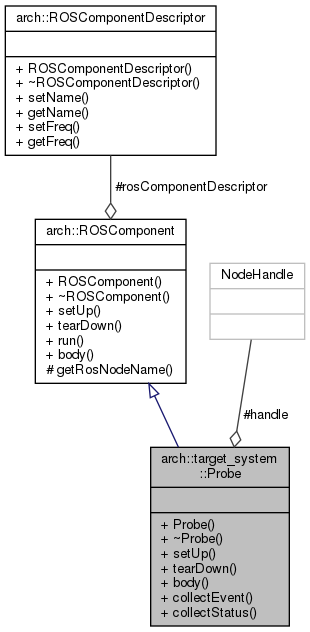 arch::ROSComponentDescriptor
+ ROSComponentDescriptor()
+ ~ROSComponentDescriptor()
+ setName()
+ getName()
+ setFreq()
+ getFreq()
#rosComponentDescriptor
arch::ROSComponent
+ ROSComponent()
+ ~ROSComponent()
+ setUp()
+ tearDown()
+ run()
+ body()
# getRosNodeName()
NodeHandle
#handle
arch::target_system
::Probe
+ Probe()
+ ~Probe()
+ setUp()
+ tearDown()
+ body()
+ collectEvent()
+ collectStatus()